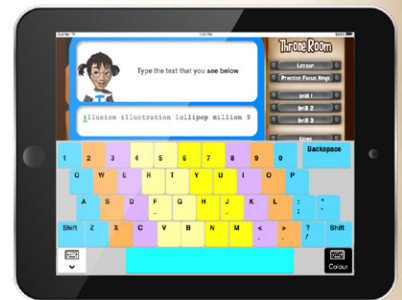 Throne Room
Type the text that you see below
Lesson
Practice Focus Rings
Drill 1
Drill 2
Drill 3
illusion illustration lollipop million 9
1 2 3 4 5 6 7 8 9 0 Backspace
Q W E R T Y U I O P
A S D F _ G H J _ K L : ; " '
Shift Z X C V B N M < , > . ? / Shift
Colour